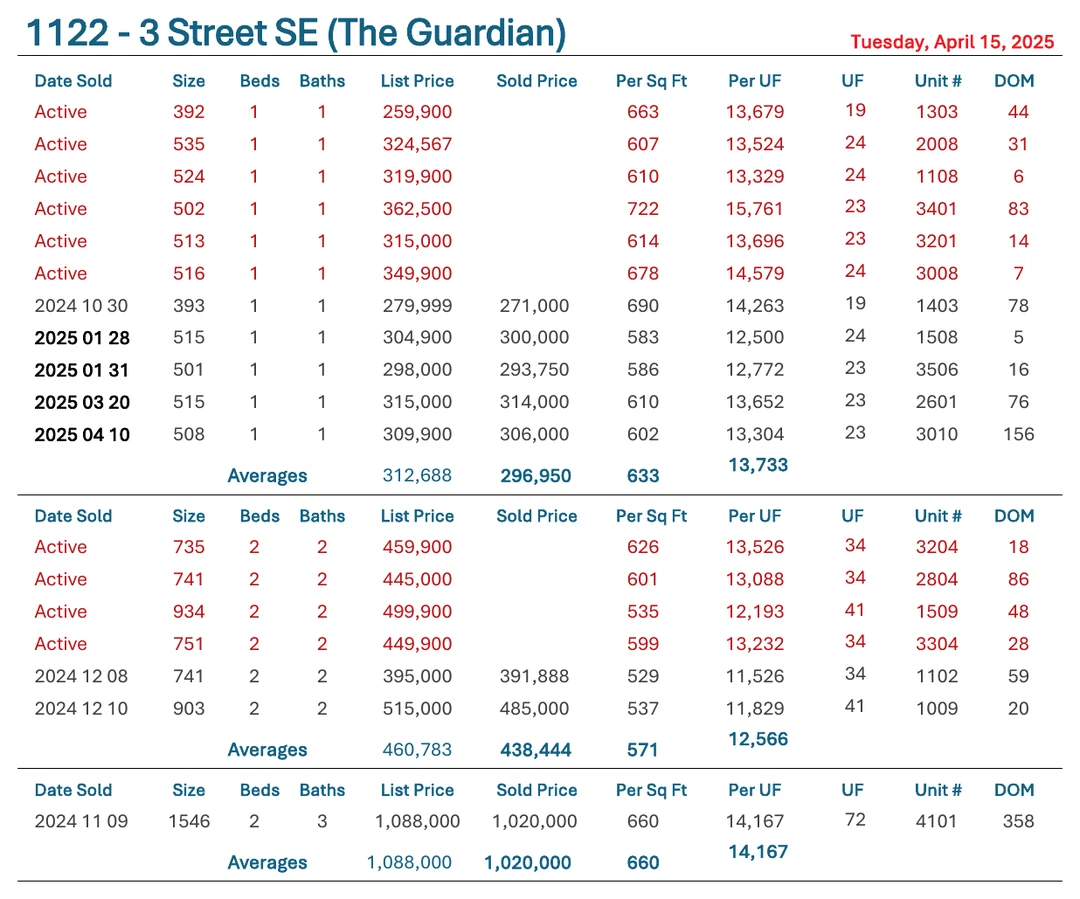 1122 - 3 Street SE (The Guardian)
Tuesday, April 15, 2025
Date Sold Size Beds Baths List Price Sold Price Per Sq Ft Per UF UF Unit # DOM
Active 392 1 1 259,900 663 13,679 19 1303 44
Active 535 1 1 324,567 607 13,524 24 2008 31
Active 524 1 1 319,900 610 13,329 24 1108 6
Active 502 1 1 362,500 722 15,761 23 3401 83
Active 513 1 1 315,000 614 13,696 23 3201 14
Active 516 1 1 349,900 678 14,579 24 3008 7
2024 10 30 393 1 1 279,999 271,000 690 14,263 19 1403 78
2025 01 28 515 1 1 304,900 300,000 583 12,500 24 1508 5
2025 01 31 501 1 1 298,000 293,750 586 12,772 23 3506 16
2025 03 20 515 1 1 315,000 314,000 610 13,652 23 2601 76
2025 04 10 508 1 1 309,900 306,000 602 13,304 23 3010 156
Averages 312,688 296,950 633 13,733
Date Sold Size Beds Baths List Price Sold Price Per Sq Ft Per UF UF Unit # DOM
Active 735 2 2 459,900 626 13,526 34 3204 18
Active 741 2 2 445,000 601 13,088 34 2804 86
Active 934 2 2 499,900 535 12,193 41 1509 48
Active 751 2 2 449,900 599 13,232 34 3304 28
2024 12 08 741 2 2 395,000 391,888 529 11,526 34 1102 59
2024 12 10 903 2 2 515,000 485,000 537 11,829 41 1009 20
Averages 460,783 438,444 571 12,566
Date Sold Size Beds Baths List Price Sold Price Per Sq Ft Per UF UF Unit # DOM
2024 11 09 1546 2 3 1,088,000 1,020,000 660 14,167 72 4101 358
Averages 1,088,000 1,020,000 660 14,167